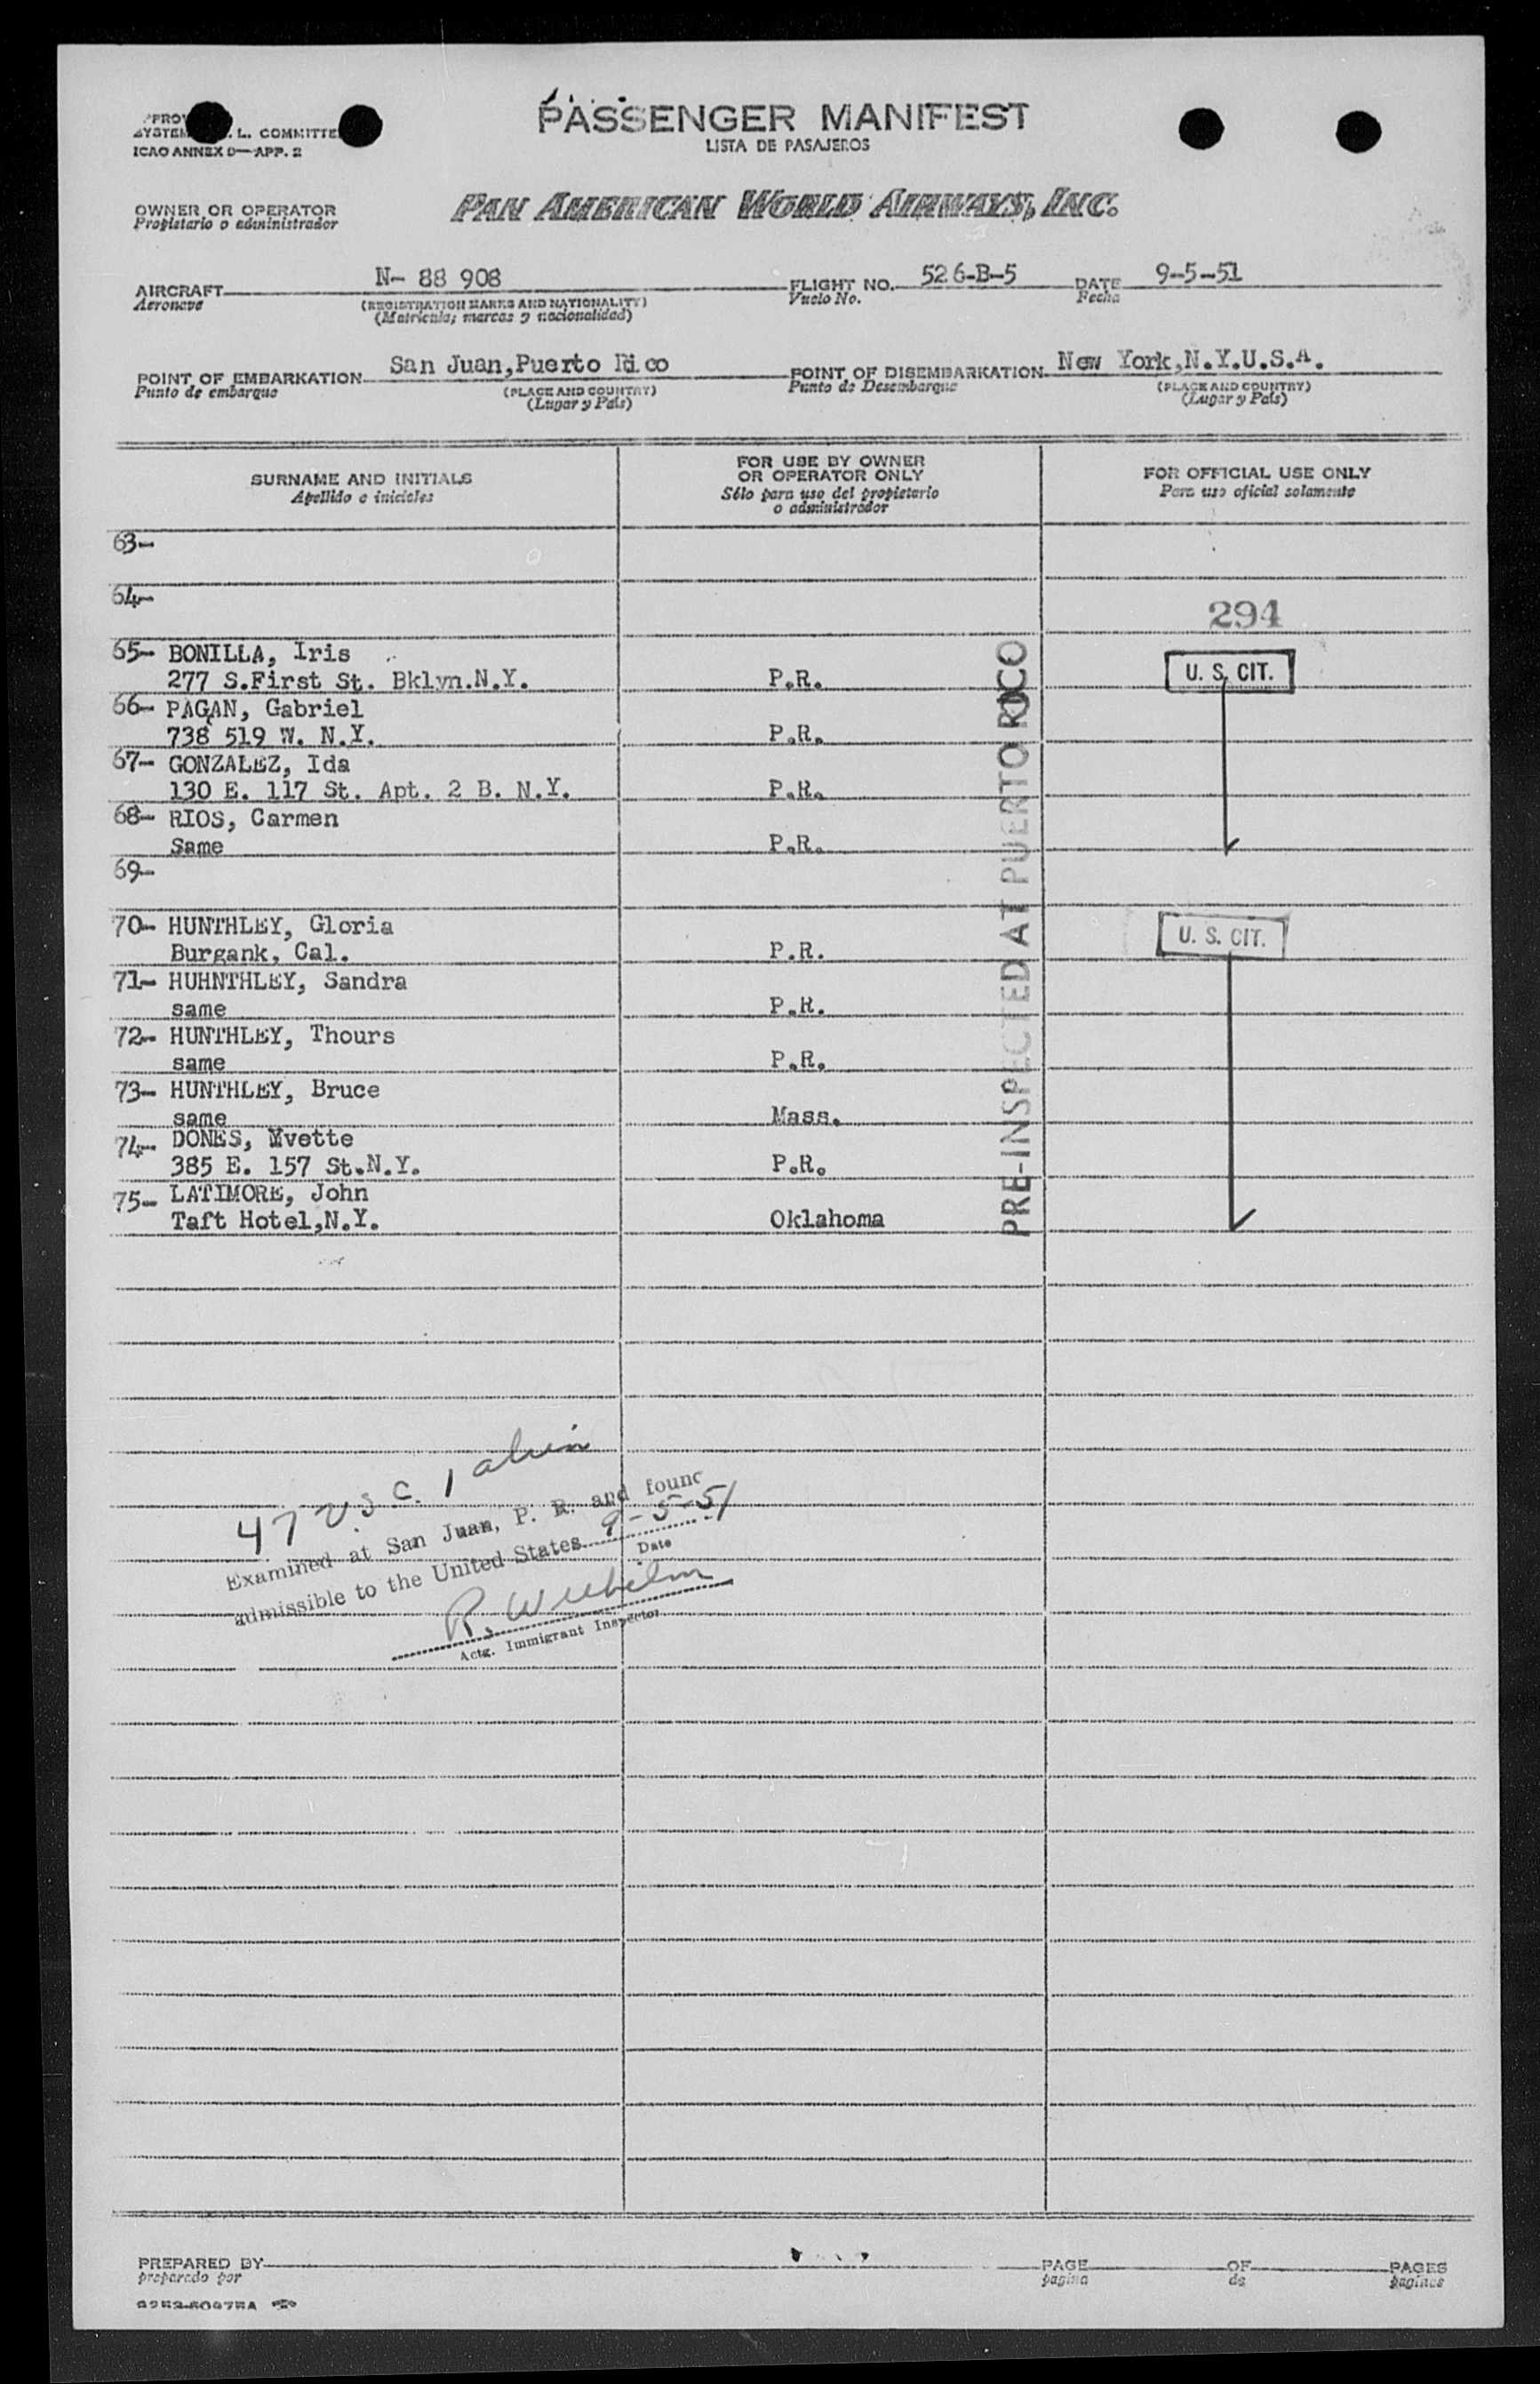 PASSENGER MANIFEST
LISTA DE PASAJEROS
L. COMMITTE
ICAO ANNEX 9—APP. 2
OWNER OR OPERATOR
Propietario o administrador
PAN AMERICAN WORLD AIRWAYS, INC.
AIRCRAFT N- 88 908 FLIGHT NO. 526-B-5 DATE 9-5-51
Aeronave (REGISTRATION MARKS AND NATIONALITY) Vuelo No. Fecha
(Matricula; marcas y nacionalidad)
POINT OF EMBARKATION San Juan,Puerto Rico POINT OF DISEMBARKATION New York,N.Y.U.S.A.
Punto de embarque (PLACE AND COUNTRY) Punto de Desembarque (PLACE AND COUNTRY)
(Lugar y País) (Lugar y País)
SURNAME AND INITIALS
Apellido e iniciales
FOR USE BY OWNER
OR OPERATOR ONLY
Sólo para uso del propietario
o administrador
FOR OFFICIAL USE ONLY
Para uso oficial solamente
63-
64-
294
65- BONILLA, Iris
277 S.First St. Bklyn.N.Y. P.R. U. S. CIT.
66- PAGAN, Gabriel
738 519 W. N.Y. P.R.
67- GONZALEZ, Ida
130 E. 117 St. Apt. 2 B. N.Y. P.R.
68- RIOS, Carmen
Same P.R.
69-
70- HUNTHLEY, Gloria
Burgank, Cal. P.R. U. S. CIT.
71- HUHNTHLEY, Sandra
same P.R.
72- HUNTHLEY, Thours
same P.R.
73- HUNTHLEY, Bruce
same Mass.
74- DONES, Yvette
385 E. 157 St.N.Y. P.R.
75- LATIMORE, John
Taft Hotel,N.Y. Oklahoma
PRE-INSPECTED AT PUERTO RICO
47 U.S.C. 1 alien
Examined at San Juan, P. R. and found
admissible to the United States 9-5-51
Date
R. Wilhelm
Actg. Immigrant Inspector
PREPARED BY PAGE OF PAGES
preparado por pagina de paginas